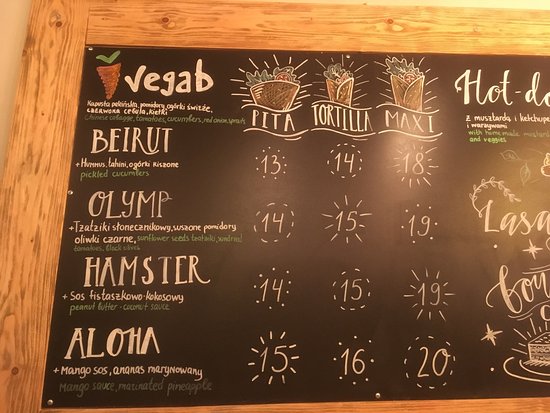 vegab
Kapusta pekińska, pomidory, ogórki świeże,
czerwona cebula, kiełki
Chinese cabagge, tomatoes, cucumbers, red onion, sprouts
PITA TORTILLA MAXI
BEIRUT 13 14 18
+ Hummus, tahini, ogórki kiszone
pickled cucumbers
OLYMP 14 15 19
+ Tzatziki słonecznikowy, suszone pomidory
oliwki czarne, sunflower seeds tzatziki, sundried
tomatoes, black olives
HAMSTER 14 15 19
+ Sos fistaszkowo-kokosowy
peanut butter-coconut sauce
ALOHA 15 16 20
+ Mango sos, ananas marynowany
Mango sauce, marinated pineapple
Hot-do
z musztardą i ketchupe
i warzywami
with homemade mustard
and veggies
Lasa